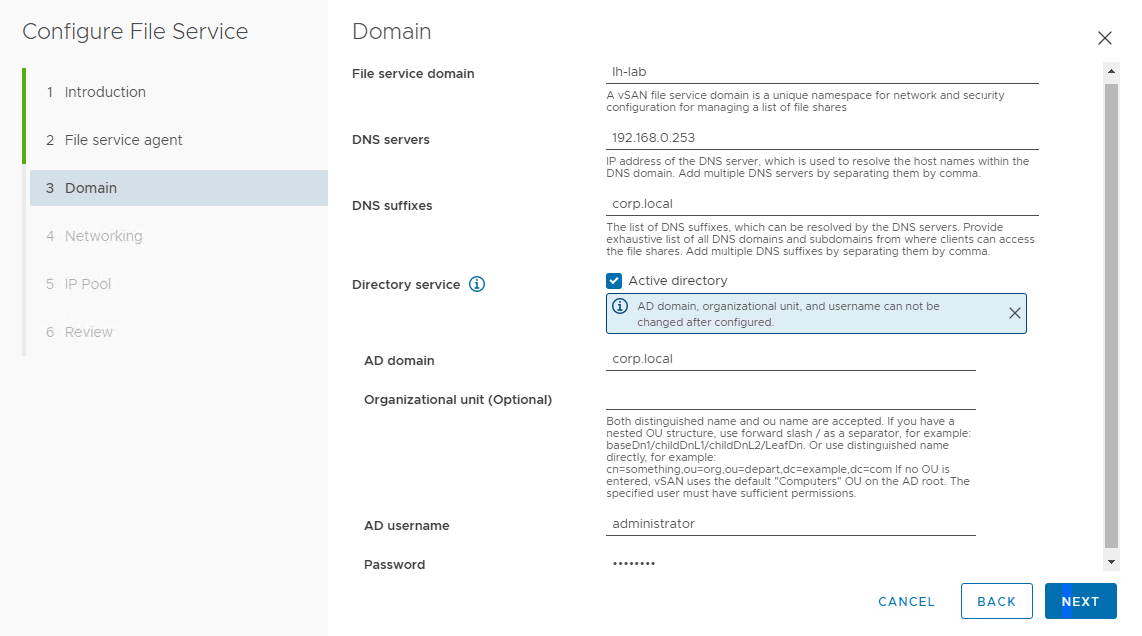 Configure File Service
1 Introduction
2 File service agent
3 Domain
4 Networking
5 IP Pool
6 Review
Domain
File service domain
lh-lab
A vSAN file service domain is a unique namespace for network and security
configuration for managing a list of file shares
DNS servers
192.168.0.253
IP address of the DNS server, which is used to resolve the host names within the
DNS domain. Add multiple DNS servers by separating them by comma.
DNS suffixes
corp.local
The list of DNS suffixes, which can be resolved by the DNS servers. Provide
exhaustive list of all DNS domains and subdomains from where clients can access
the file shares. Add multiple DNS suffixes by separating them by comma.
Directory service
Active directory
AD domain, organizational unit, and username can not be
changed after configured.
AD domain
corp.local
Organizational unit (Optional)
Both distinguished name and ou name are accepted. If you have a
nested OU structure, use forward slash / as a separator, for example:
baseDn1/childDnL1/childDnL2/LeafDn. Or use distinguished name
directly, for example:
cn=something,ou=org,ou=depart,dc=example,dc=com If no OU is
entered, vSAN uses the default "Computers" OU on the AD root. The
specified user must have sufficient permissions.
AD username
administrator
Password
••••••••
CANCEL
BACK
NEXT